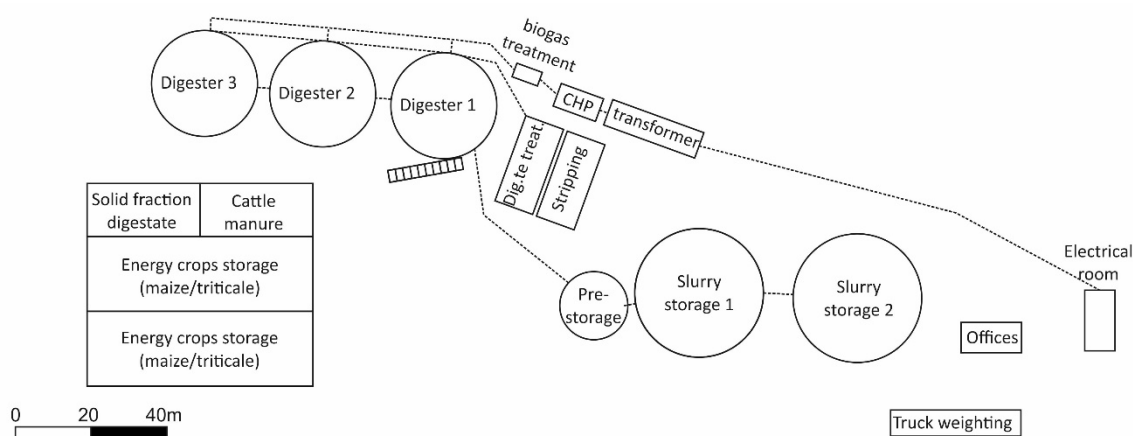 biogas
treatment
Digester 3
Digester 2
Digester 1
CHP
transformer
Dig.te treat.
Stripping
Solid fraction
digestate
Cattle
manure
Energy crops storage
(maize/triticale)
Energy crops storage
(maize/triticale)
Pre-
storage
Slurry
storage 1
Slurry
storage 2
Electrical
room
Offices
Truck weighting
0 20 40m